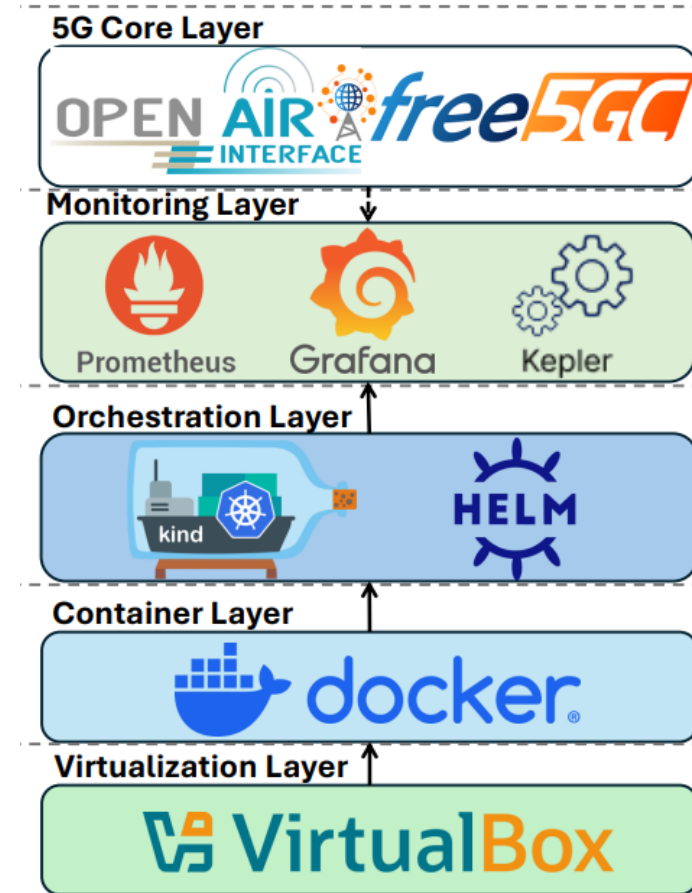 5G Core Layer
OPEN AIR INTERFACE
free5GC
Monitoring Layer
Prometheus
Grafana
Kepler
Orchestration Layer
kind
HELM
Container Layer
docker®
Virtualization Layer
VirtualBox